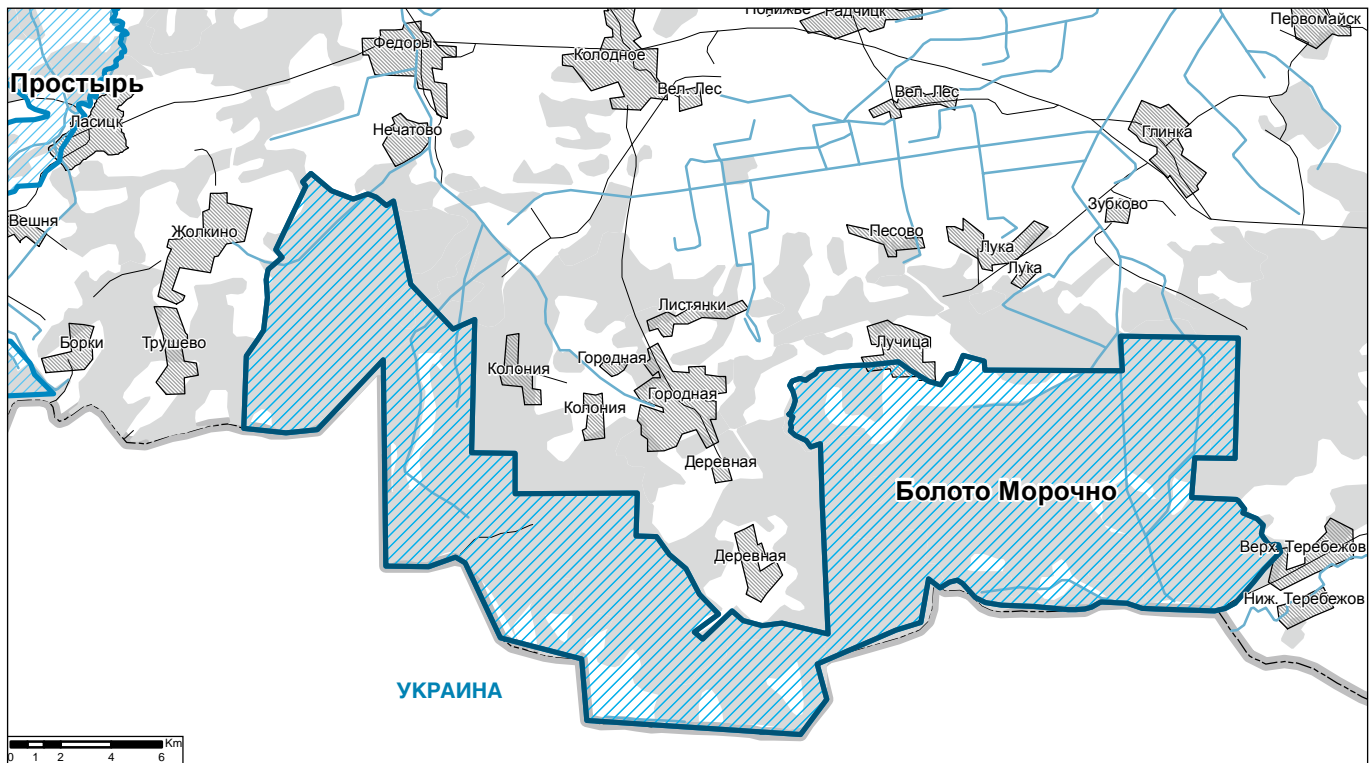 Понижье
Радчицк
Первомайск
Федоры
Колодное
Простырь
Вел. Лес
Вел. Лес
Ласицк
Нечатово
Глинка
Вешня
Жолкино
Зубково
Песово
Лука
Лука
Листянки
Борки
Трушево
Городная
Лучица
Колония
Городная
Колония
Деревная
Болото Морочно
Деревная
Верх. Теребежов
Ниж. Теребежов
УКРАИНА
Km
0 1 2 4 6